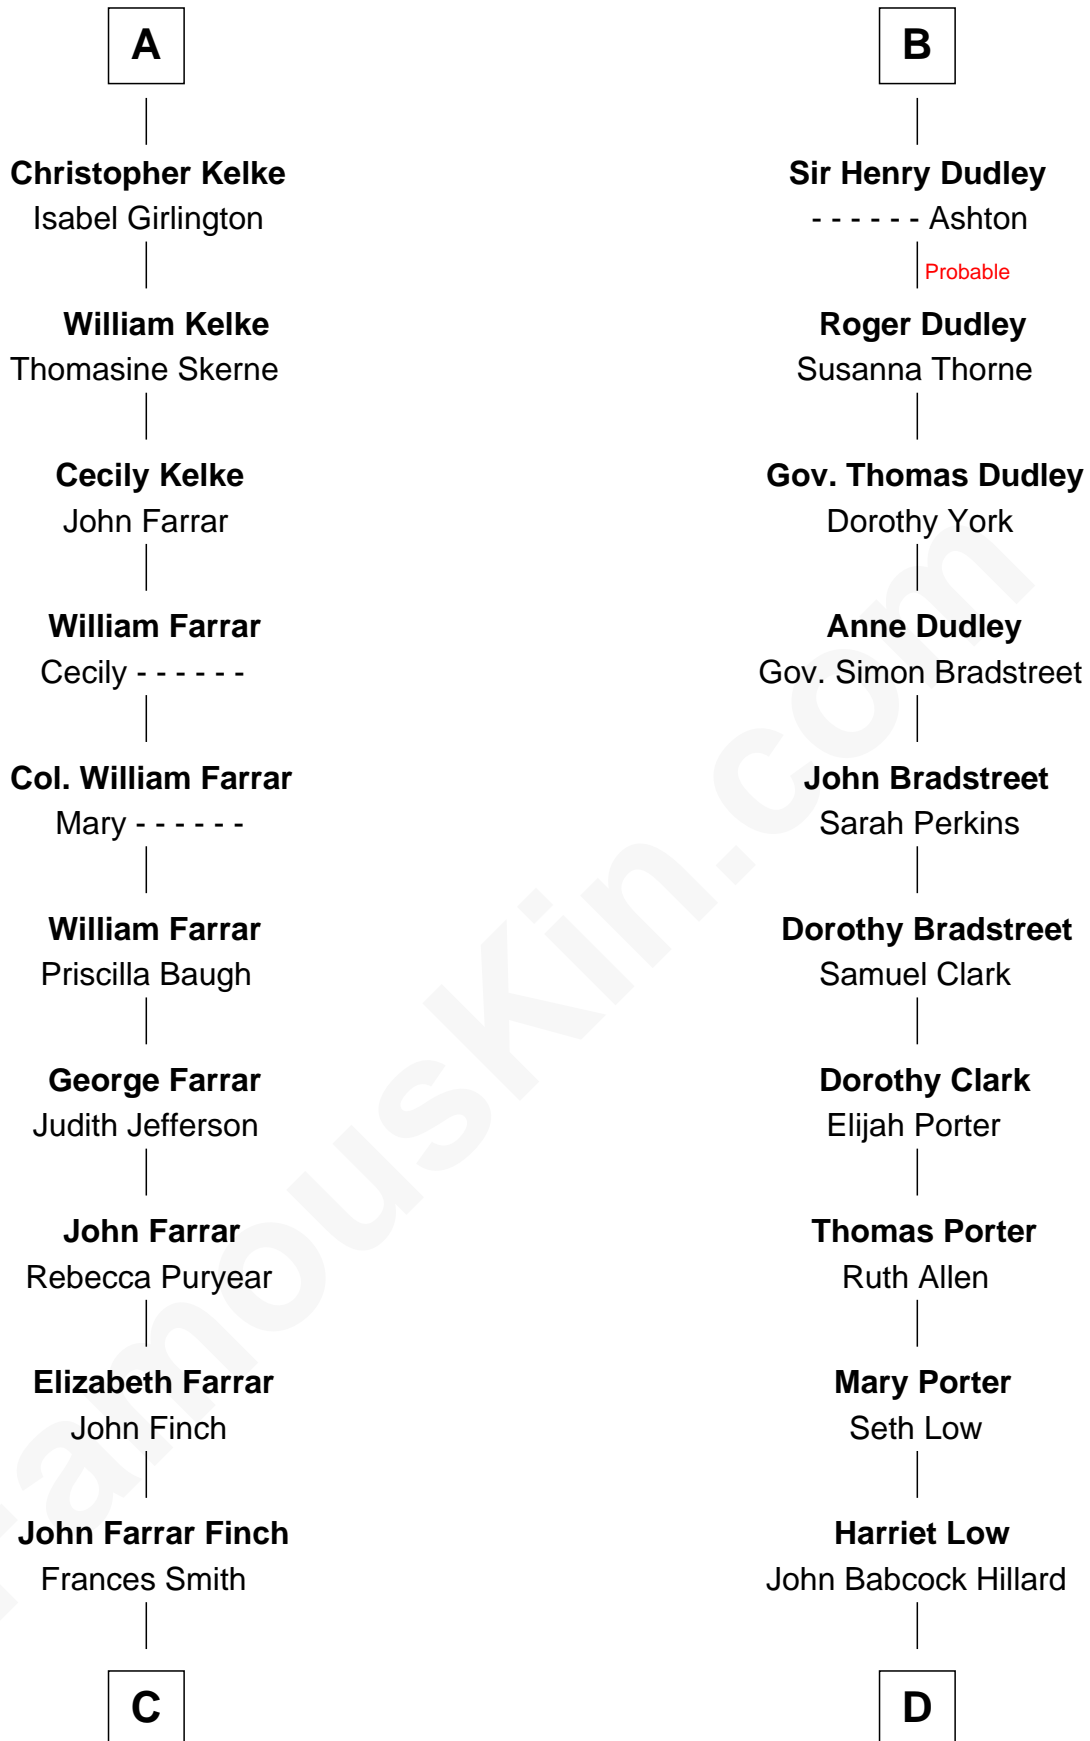 A
Christopher Kelke
Isabel Girlington
William Kelke
Thomasine Skerne
Cecily Kelke
John Farrar
William Farrar
Cecily - - - - - -
Col. William Farrar
Mary - - - - - -
William Farrar
Priscilla Baugh
George Farrar
Judith Jefferson
John Farrar
Rebecca Puryear
Elizabeth Farrar
John Finch
John Farrar Finch
Frances Smith
C
B
Sir Henry Dudley
- - - - - - Ashton
Probable
Roger Dudley
Susanna Thorne
Gov. Thomas Dudley
Dorothy York
Anne Dudley
Gov. Simon Bradstreet
John Bradstreet
Sarah Perkins
Dorothy Bradstreet
Samuel Clark
Dorothy Clark
Elijah Porter
Thomas Porter
Ruth Allen
Mary Porter
Seth Low
Harriet Low
John Babcock Hillard
D
FamousKin.com